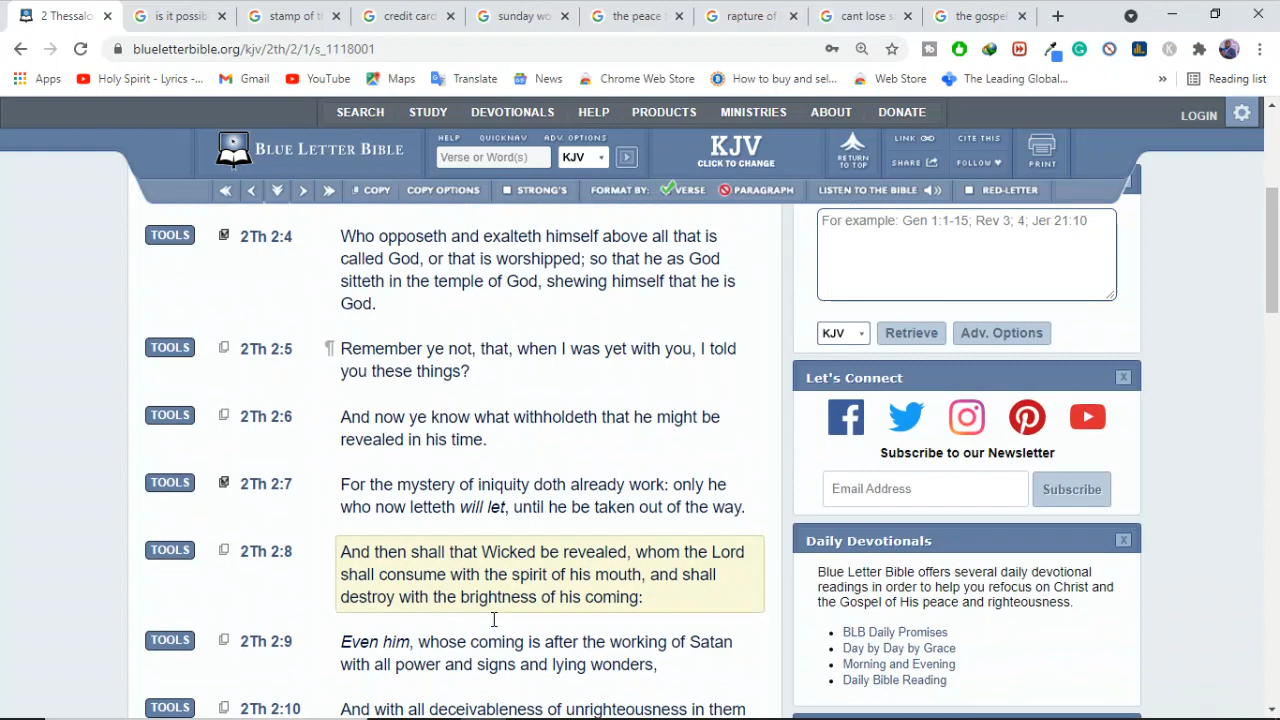 2 Thessalo
is it possib
stamp of t
credit carc
sunday wo
the peace
rapture of
cant lose s
the gospel
blueletterbible.org/kjv/2th/2/1/s_1118001
Apps
Holy Spirit - Lyrics -...
Gmail
YouTube
Maps
Translate
News
Chrome Web Store
How to buy and sel...
Web Store
The Leading Global...
»
Reading list
SEARCH STUDY DEVOTIONALS HELP PRODUCTS MINISTRIES ABOUT DONATE
LOGIN
BLUE LETTER BIBLE
HELP QUICKNAV ADV. OPTIONS
Verse or Word(s)
KJV
KJV
CLICK TO CHANGE
RETURN
TO TOP
LINK
SHARE
CITE THIS
FOLLOW
PRINT
COPY COPY OPTIONS STRONG'S FORMAT BY: VERSE PARAGRAPH LISTEN TO THE BIBLE RED-LETTER
TOOLS 2Th 2:4 Who opposeth and exalteth himself above all that is
called God, or that is worshipped; so that he as God
sitteth in the temple of God, shewing himself that he is
God.
TOOLS 2Th 2:5 ¶ Remember ye not, that, when I was yet with you, I told
you these things?
TOOLS 2Th 2:6 And now ye know what withholdeth that he might be
revealed in his time.
TOOLS 2Th 2:7 For the mystery of iniquity doth already work: only he
who now letteth will let, until he be taken out of the way.
TOOLS 2Th 2:8 And then shall that Wicked be revealed, whom the Lord
shall consume with the spirit of his mouth, and shall
destroy with the brightness of his coming:
TOOLS 2Th 2:9 Even him, whose coming is after the working of Satan
with all power and signs and lying wonders,
TOOLS 2Th 2:10 And with all deceivableness of unrighteousness in them
For example: Gen 1:1-15; Rev 3; 4; Jer 21:10
KJV Retrieve Adv. Options
Let's Connect
Subscribe to our Newsletter
Email Address Subscribe
Daily Devotionals
Blue Letter Bible offers several daily devotional
readings in order to help you refocus on Christ and
the Gospel of His peace and righteousness.
BLB Daily Promises
Day by Day by Grace
Morning and Evening
Daily Bible Reading